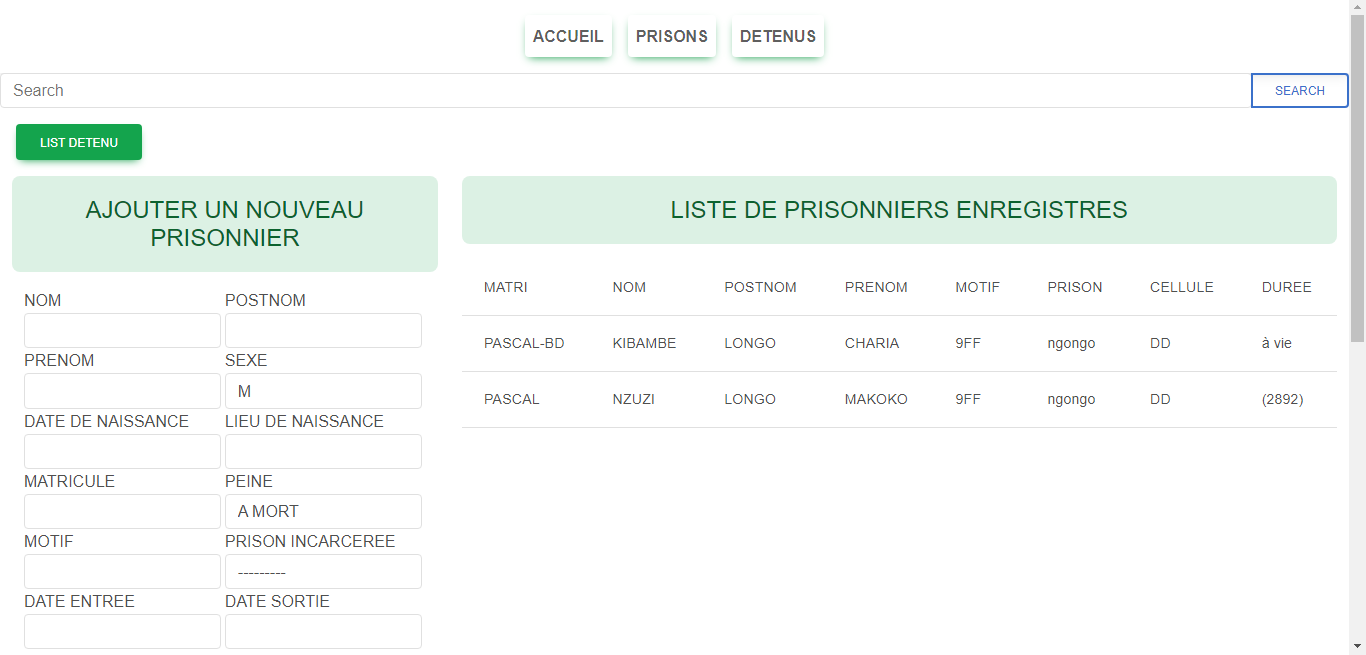 ACCUEIL PRISONS DETENUS
Search SEARCH
LIST DETENU
AJOUTER UN NOUVEAU
PRISONNIER
NOM POSTNOM
PRENOM SEXE
M
DATE DE NAISSANCE LIEU DE NAISSANCE
MATRICULE PEINE
A MORT
MOTIF PRISON INCARCEREE
---------
DATE ENTREE DATE SORTIE
LISTE DE PRISONNIERS ENREGISTRES
MATRI NOM POSTNOM PRENOM MOTIF PRISON CELLULE DUREE
PASCAL-BD KIBAMBE LONGO CHARIA 9FF ngongo DD à vie
PASCAL NZUZI LONGO MAKOKO 9FF ngongo DD (2892)